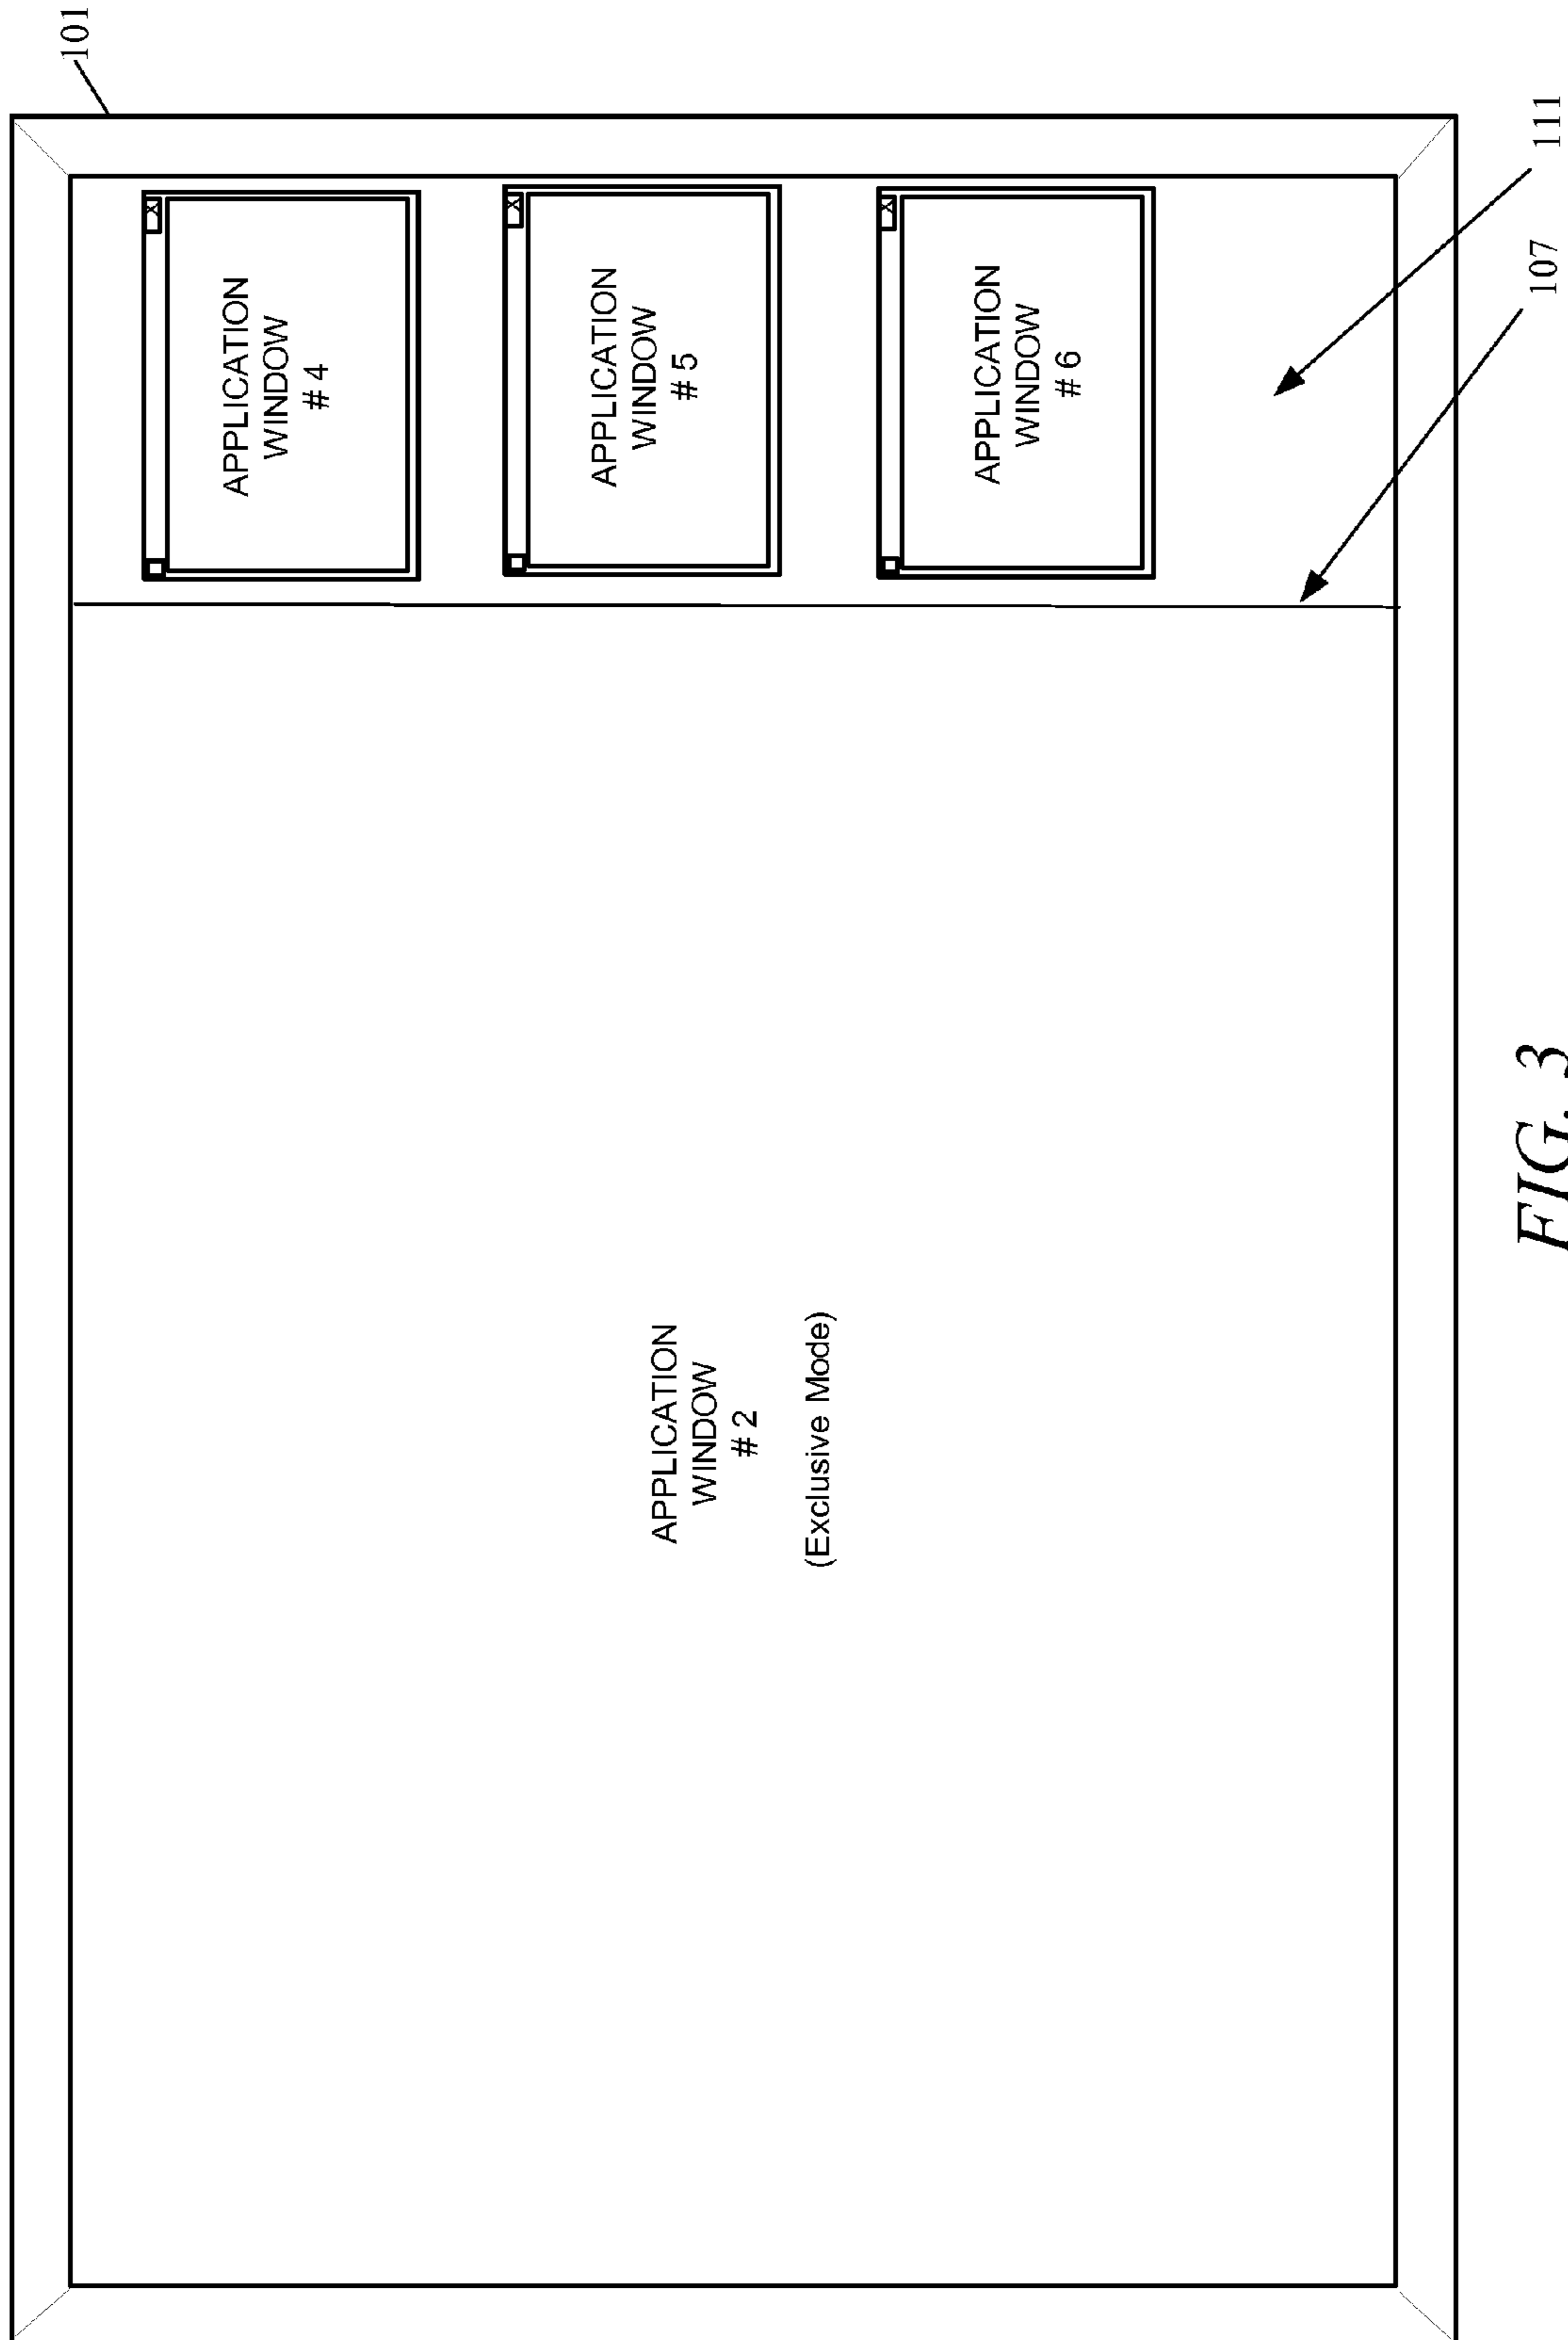 101
APPLICATION
WINDOW
# 2
(Exclusive Mode)
APPLICATION
WINDOW
# 4
APPLICATION
WINDOW
# 5
APPLICATION
WINDOW
# 6
107
111
FIG. 3